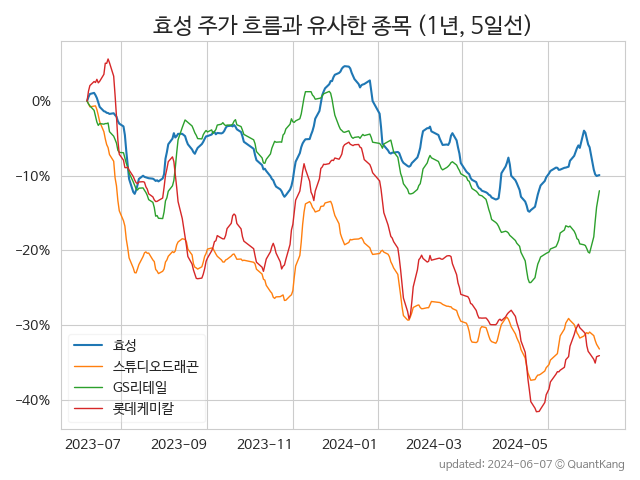 효성 주가 흐름과 유사한 종목 (1년, 5일선)
0%
−10%
−20%
−30%
−40%
효성
스튜디오드래곤
GS리테일
롯데케미칼
2023−07
2023−09
2023−11
2024−01
2024−03
2024−05
updated: 2024-06-07 © QuantKang